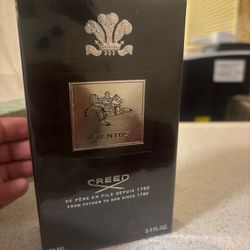 AVENTUS
CREED
DE PÈRE EN FILS DEPUIS 1760
FROM FATHER TO SON SINCE 1760
3.3 FL.OZ.